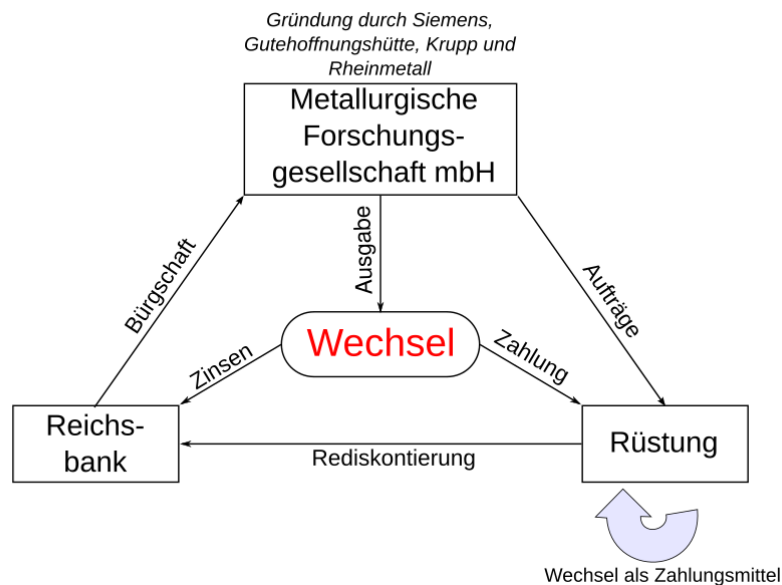 Gründung durch Siemens,
Gutehoffnungshütte, Krupp und
Rheinmetall
Metallurgische
Forschungs-
gesellschaft mbH
Bürgschaft
Ausgabe
Aufträge
Wechsel
Zinsen
Zahlung
Reichs-
bank
Rediskontierung
Rüstung
Wechsel als Zahlungsmittel